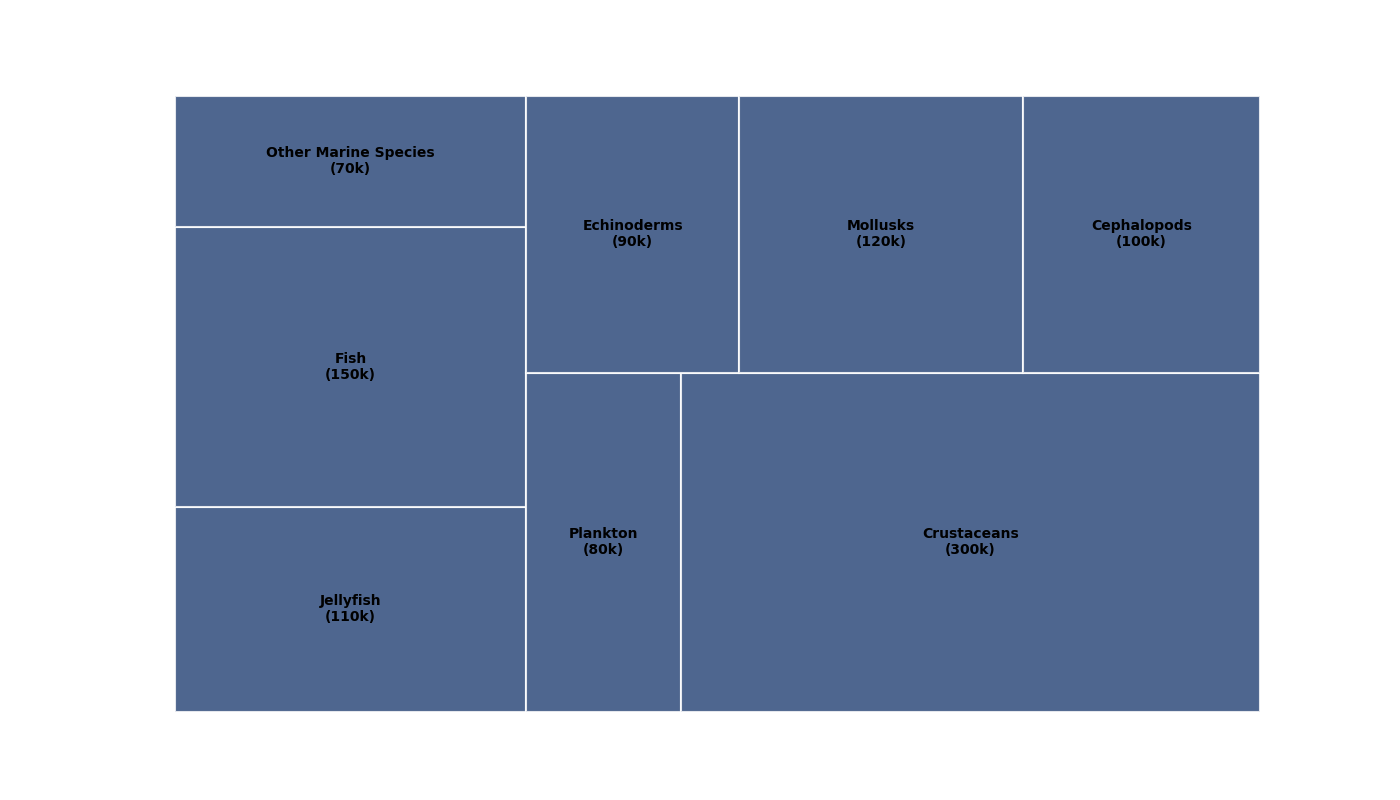 Other Marine Species
(70k)
Echinoderms
(90k)
Mollusks
(120k)
Cephalopods
(100k)
Fish
(150k)
Plankton
(80k)
Crustaceans
(300k)
Jellyfish
(110k)